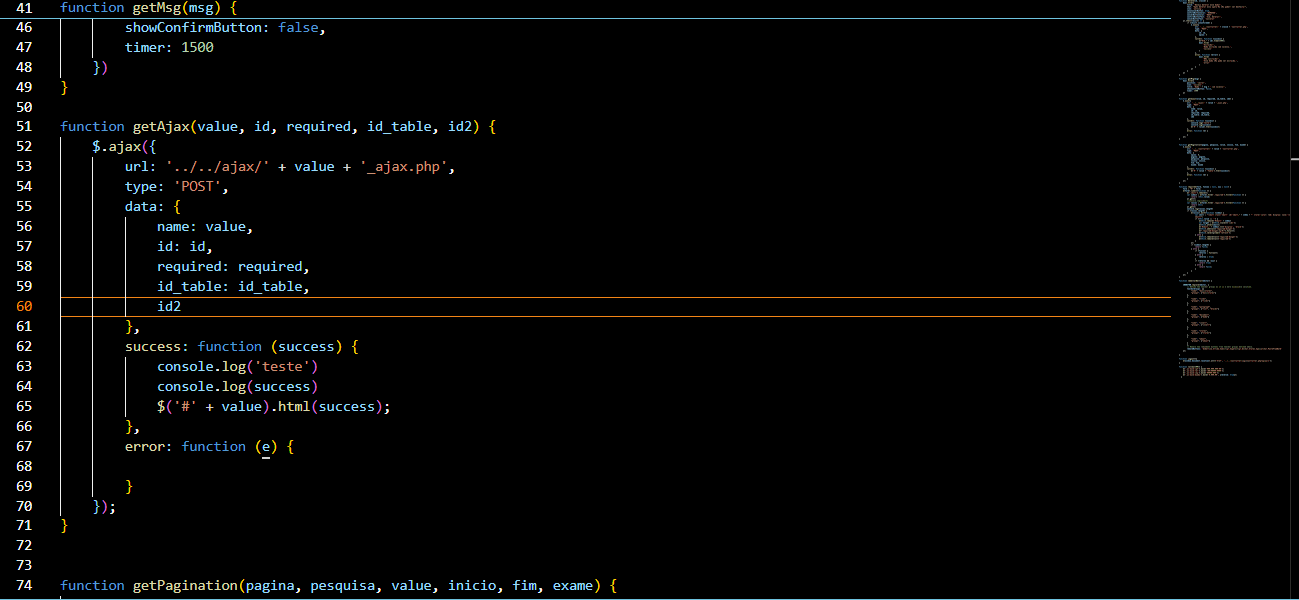 41 function getMsg(msg) {
46 showConfirmButton: false,
47 timer: 1500
48 })
49 }
50
51 function getAjax(value, id, required, id_table, id2) {
52 $.ajax({
53 url: '../../ajax/' + value + '_ajax.php',
54 type: 'POST',
55 data: {
56 name: value,
57 id: id,
58 required: required,
59 id_table: id_table,
60 id2
61 },
62 success: function (success) {
63 console.log('teste')
64 console.log(success)
65 $('#' + value).html(success);
66 },
67 error: function (e) {
68
69 }
70 });
71 }
72
73
74 function getPagination(pagina, pesquisa, value, inicio, fim, exame) {